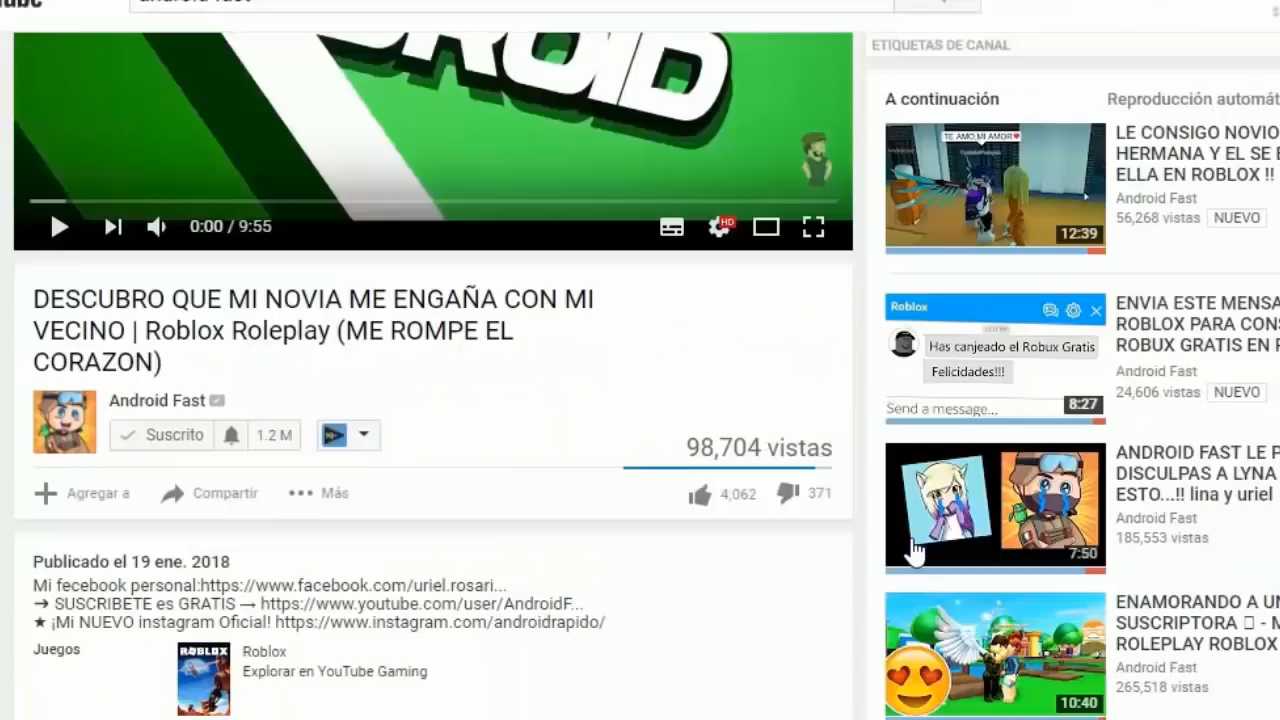 ETIQUETAS DE CANAL
0:00 / 9:55
HD
DESCUBRO QUE MI NOVIA ME ENGAÑA CON MI
VECINO | Roblox Roleplay (ME ROMPE EL
CORAZON)
Android Fast
Suscrito
1.2 M
98,704 vistas
Agregar a
Compartir
Más
4,062
371
Publicado el 19 ene. 2018
Mi fecebook personal:https://www.facebook.com/uriel.rosari...
→ SUSCRIBETE es GRATIS → https://www.youtube.com/user/AndroidF...
★ ¡Mi NUEVO instagram Oficial! https://www.instagram.com/androidrapido/
Juegos
ROBLOX
Roblox
Explorar en YouTube Gaming
A continuación
Reproducción automát
TE AMO,MI AMOR♥
12:39
LE CONSIGO NOVIO
HERMANA Y EL SE
ELLA EN ROBLOX !!
Android Fast
56,268 vistas
NUEVO
Roblox
Has canjeado el Robux Gratis
Felicidades!!!
Send a message...
8:27
ENVIA ESTE MENSA
ROBLOX PARA CON
ROBUX GRATIS EN
Android Fast
24,606 vistas
NUEVO
7:50
ANDROID FAST LE
DISCULPAS A LYNA
ESTO...!! lina y uriel
Android Fast
185,553 vistas
10:40
ENAMORANDO A UN
SUSCRIPTORA - M
ROLEPLAY ROBLOX
Android Fast
265,518 vistas